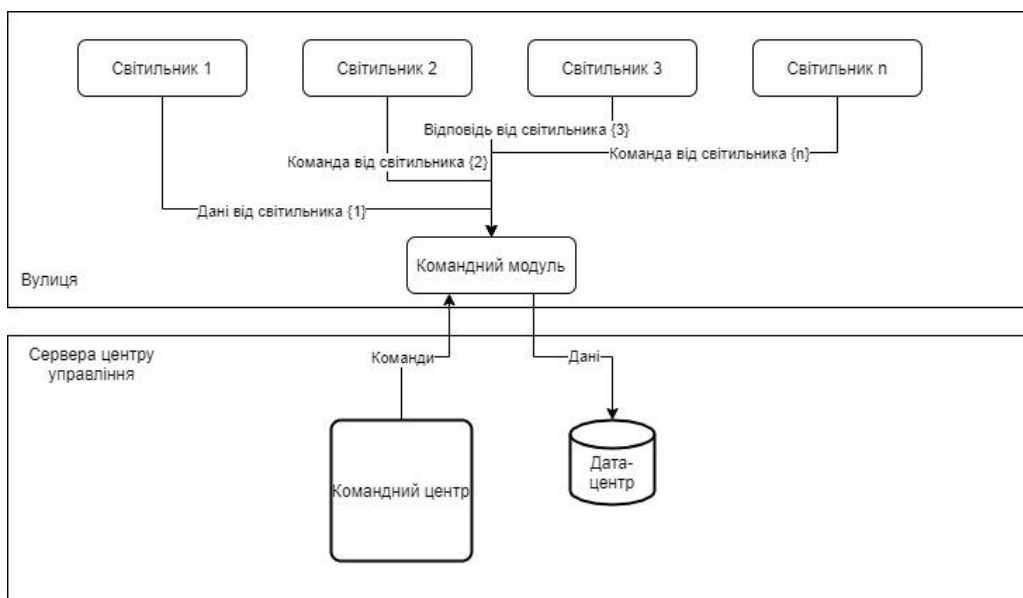 Світильник 1
Світильник 2
Світильник 3
Світильник n
Відповідь від світильника {3}
Команда від світильника {2}
Команда від світильника {n}
Дані від світильника {1}
Командний модуль
Вулиця
Сервера центру
управління
Команди
Дані
Командний центр
Дата-
центр